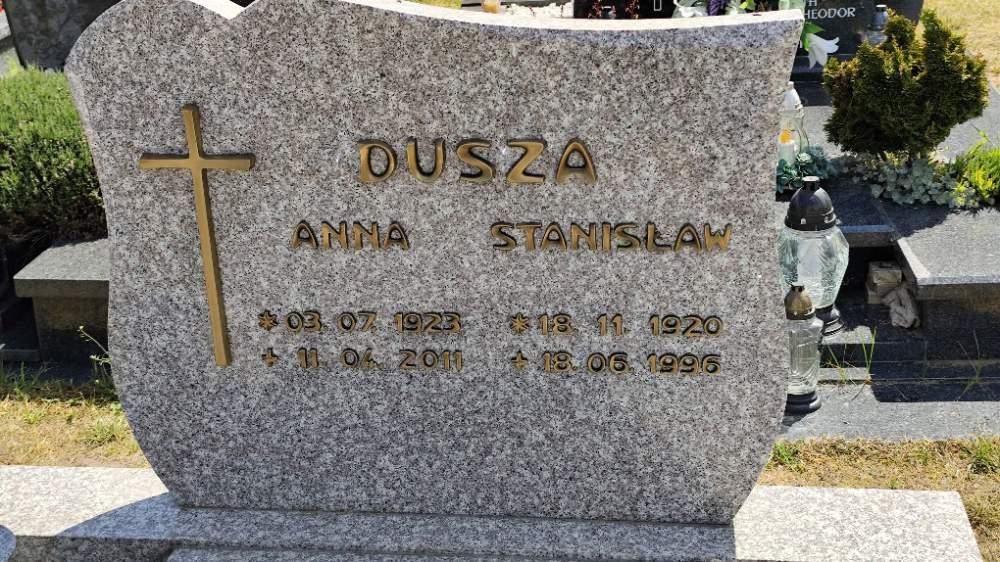 DUSZA
ANNA STANISŁAW
* 03. 07. 1923 * 18. 11. 1920
+ 11. 04. 2011 + 18. 06. 1996